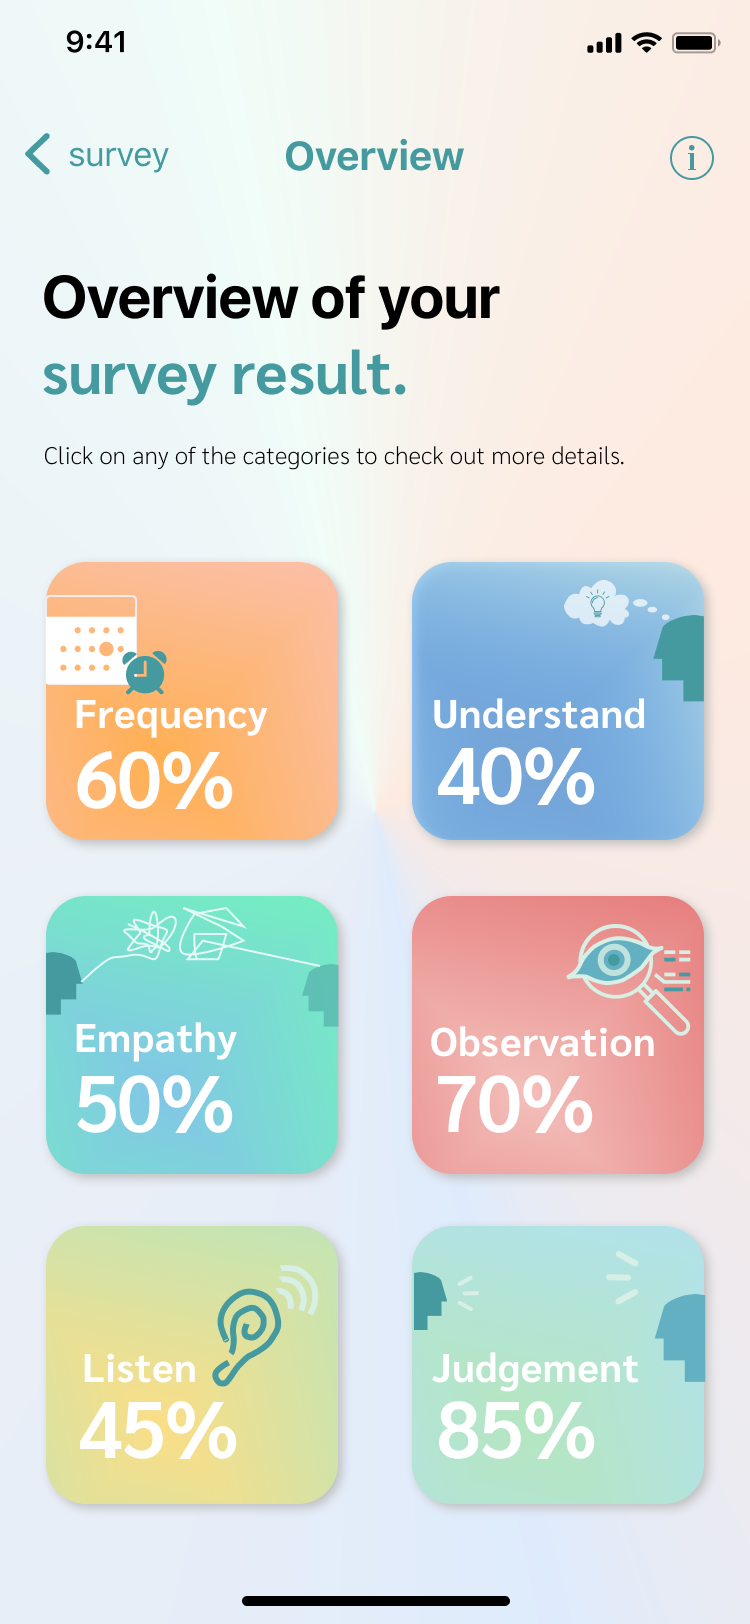 9:41
survey
Overview
i
Overview of your
survey result.
Click on any of the categories to check out more details.
Frequency
60%
Understand
40%
Empathy
50%
Observation
70%
Listen
45%
Judgement
85%